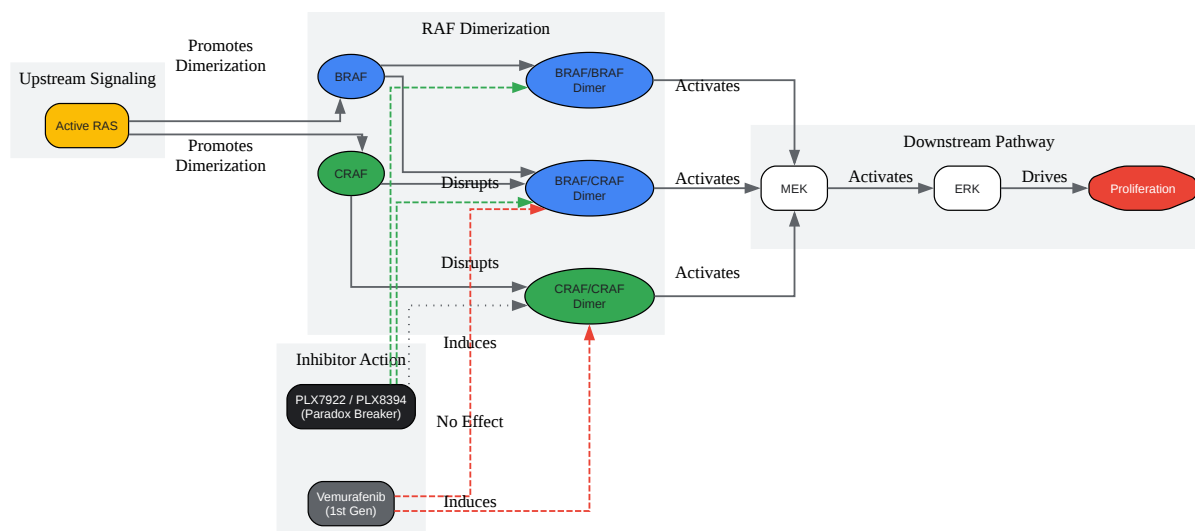 RAF Dimerization
Promotes
Dimerization
Upstream Signaling
BRAF
BRAF/BRAF
Dimer
Activates
Active RAS
Promotes
Dimerization
Downstream Pathway
CRAF
Disrupts
BRAF/CRAF
Dimer
Activates
MEK
Activates
ERK
Drives
Proliferation
Disrupts
CRAF/CRAF
Dimer
Activates
Induces
Inhibitor Action
PLX7922 / PLX8394
(Paradox Breaker)
No Effect
Vemurafenib
(1st Gen)
Induces